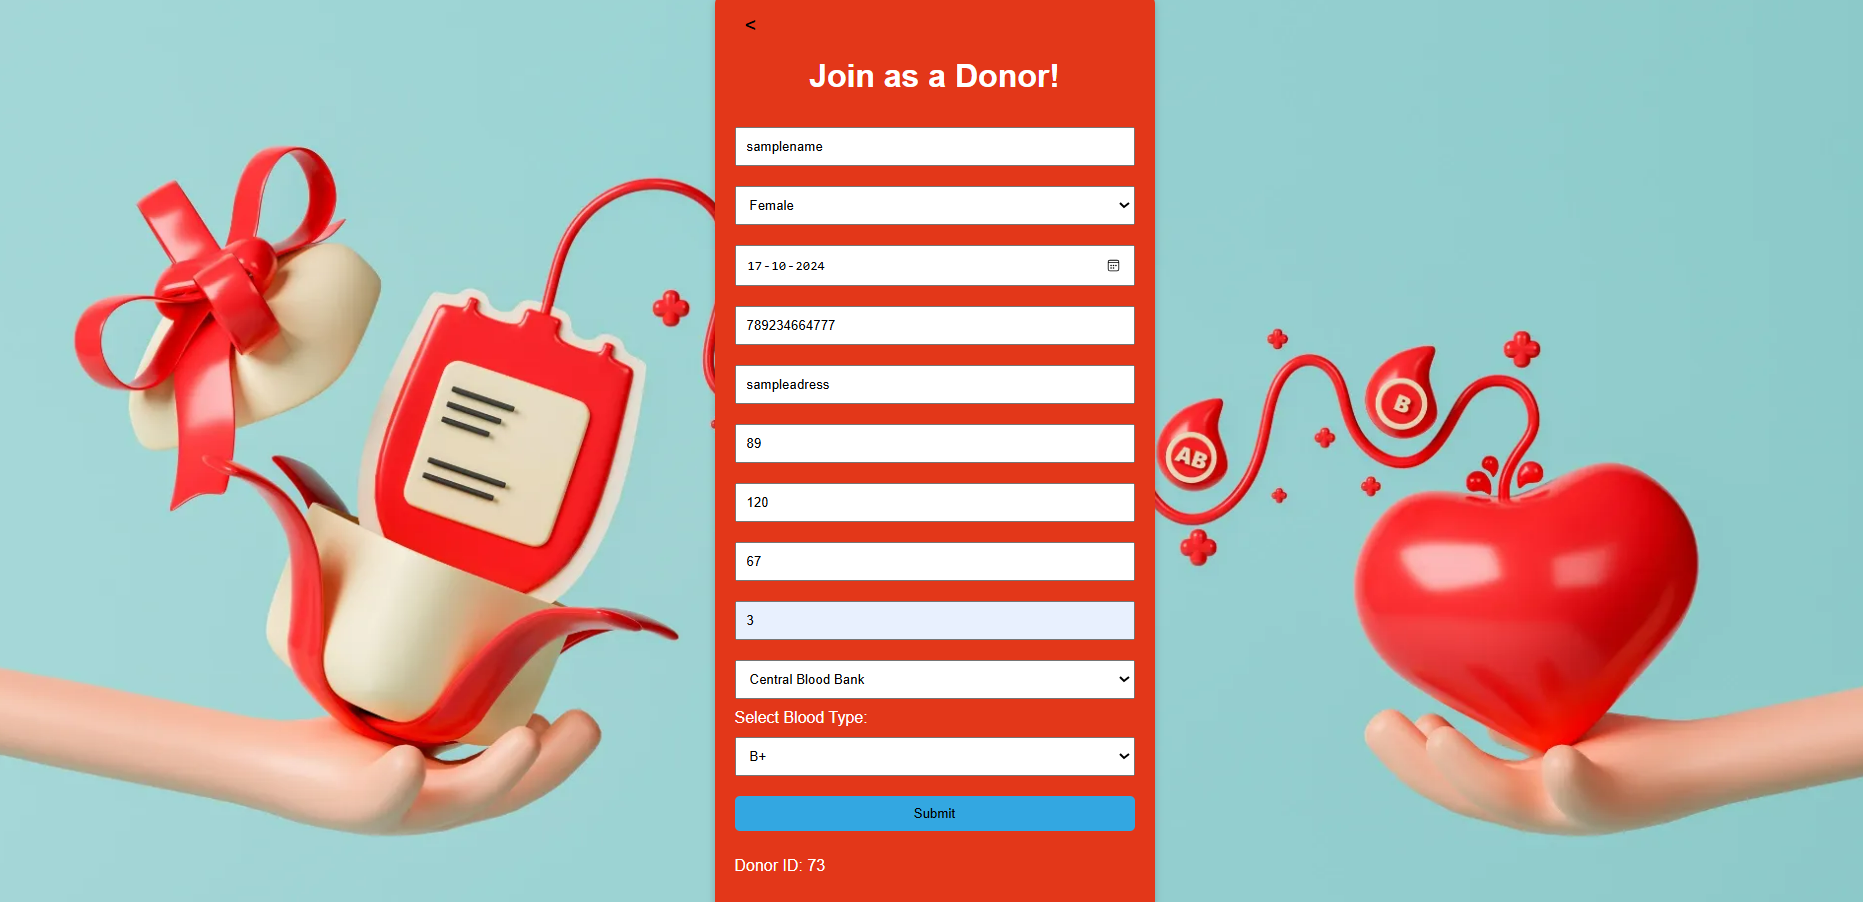 <
Join as a Donor!
samplename
Female
17-10-2024
789234664777
sampleadress
89
120
67
3
Central Blood Bank
Select Blood Type:
B+
Submit
Donor ID: 73
AB
B